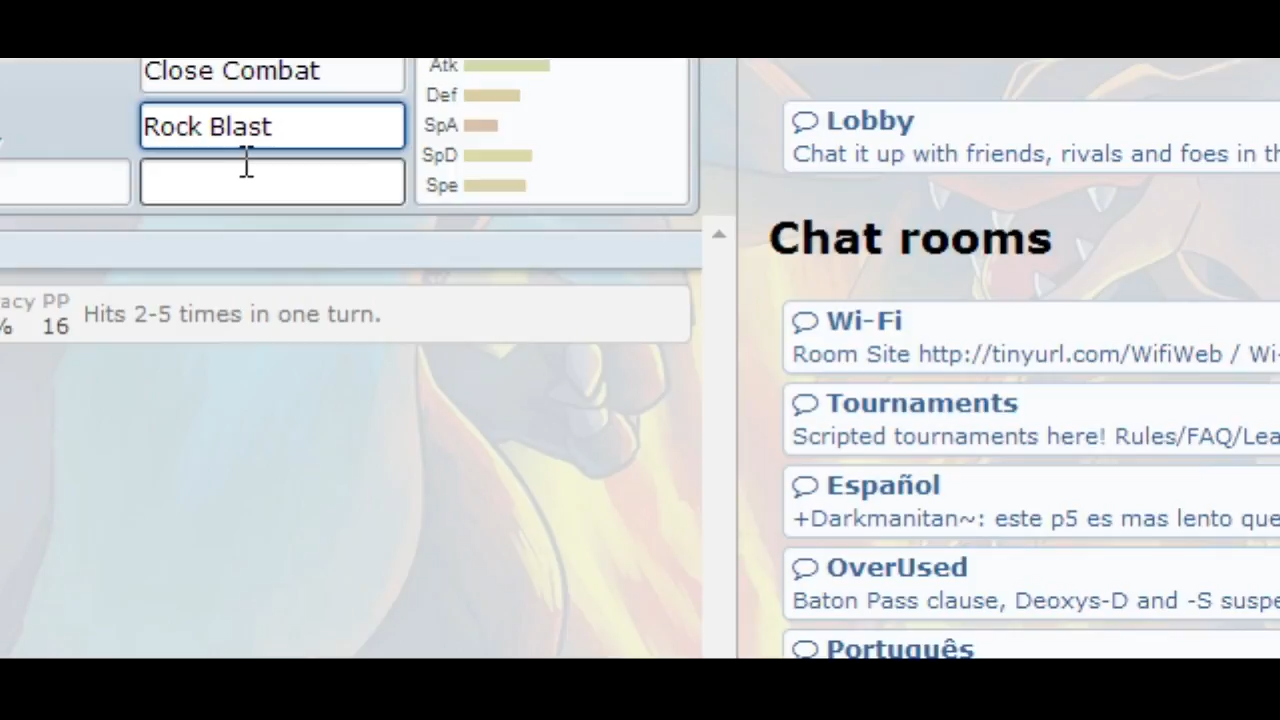 Close Combat
Rock Blast
Atk
Def
SpA
SpD
Spe
acy PP
% 16
Hits 2-5 times in one turn.
Lobby
Chat it up with friends, rivals and foes in th
Chat rooms
Wi-Fi
Room Site http://tinyurl.com/WifiWeb / Wi-
Tournaments
Scripted tournaments here! Rules/FAQ/Lea
Español
+Darkmanitan~: este p5 es mas lento que
OverUsed
Baton Pass clause, Deoxys-D and -S suspe
Português